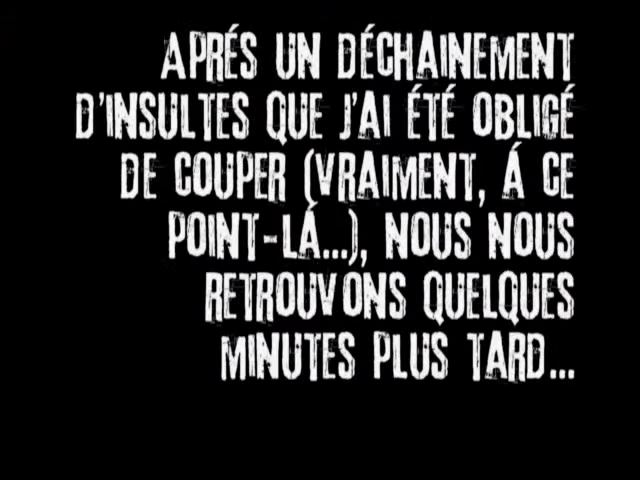 APRÉS UN DÉCHAINEMENT
D'INSULTES QUE J'AI ÉTÉ OBLIGÉ
DE COUPER (VRAIMENT, Á CE
POINT-LÁ...), NOUS NOUS
RETROUVONS QUELQUES
MINUTES PLUS TARD...